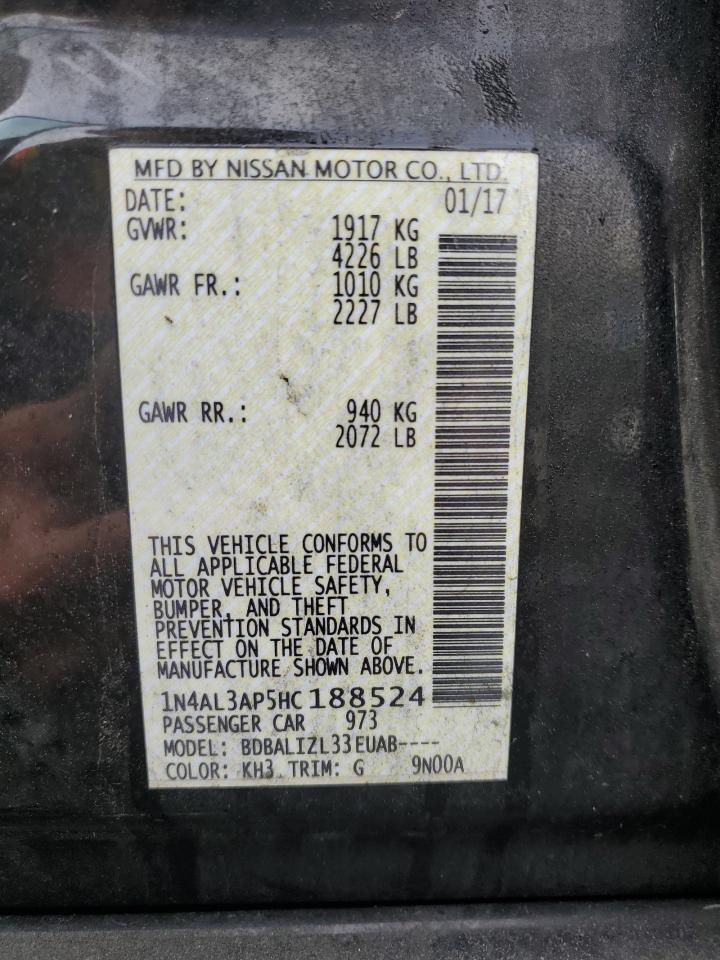 MFD BY NISSAN MOTOR CO., LTD.
DATE: 01/17
GVWR: 1917 KG
4226 LB
GAWR FR.: 1010 KG
2227 LB
GAWR RR.: 940 KG
2072 LB
THIS VEHICLE CONFORMS TO
ALL APPLICABLE FEDERAL
MOTOR VEHICLE SAFETY,
BUMPER, AND THEFT
PREVENTION STANDARDS IN
EFFECT ON THE DATE OF
MANUFACTURE SHOWN ABOVE.
1N4AL3AP5HC188524
PASSENGER CAR 973
MODEL: BDBALIZL33EUAB----
COLOR: KH3 TRIM: G 9N00A